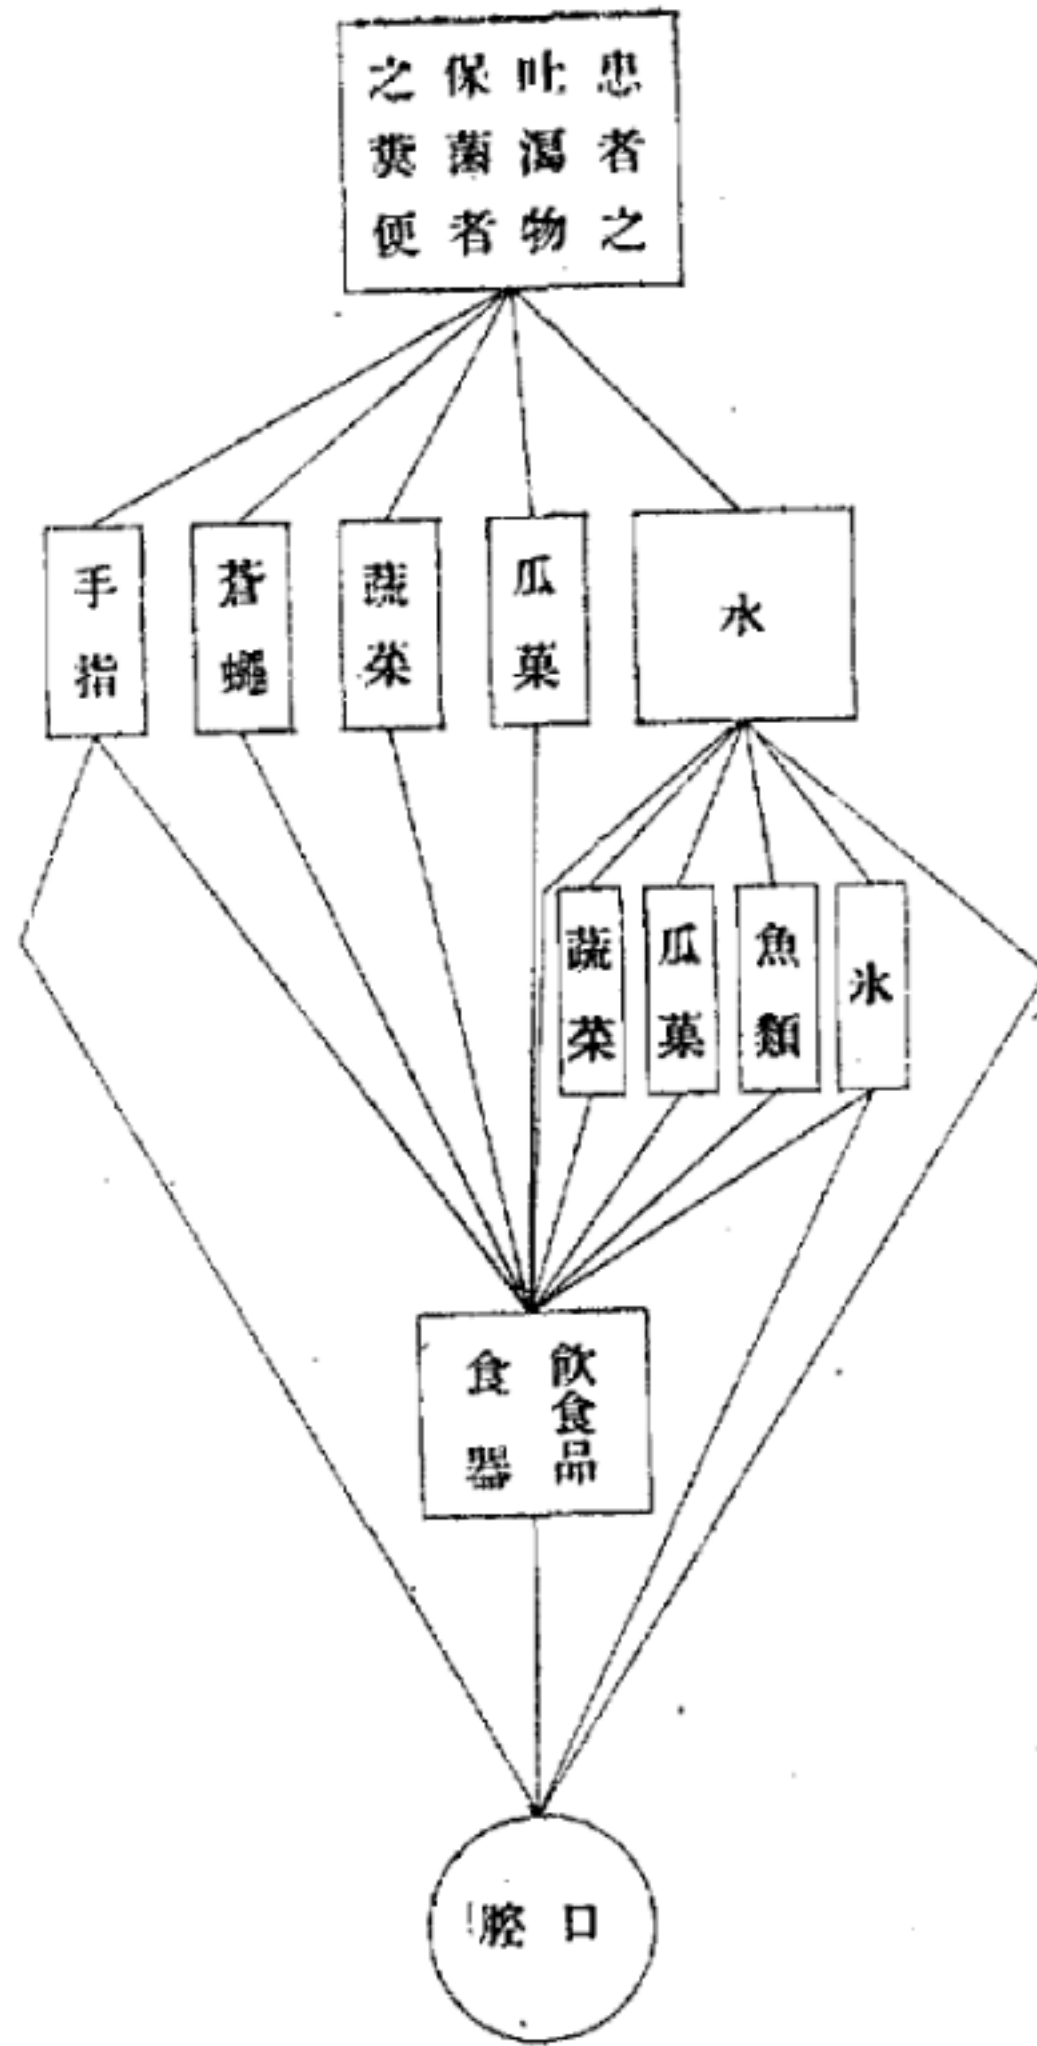 患者之
吐瀉物
保菌者
之糞便
水
瓜菓
蔬菜
蒼蠅
手指
氷
魚類
瓜菓
蔬菜
飲食品
食器
口腔